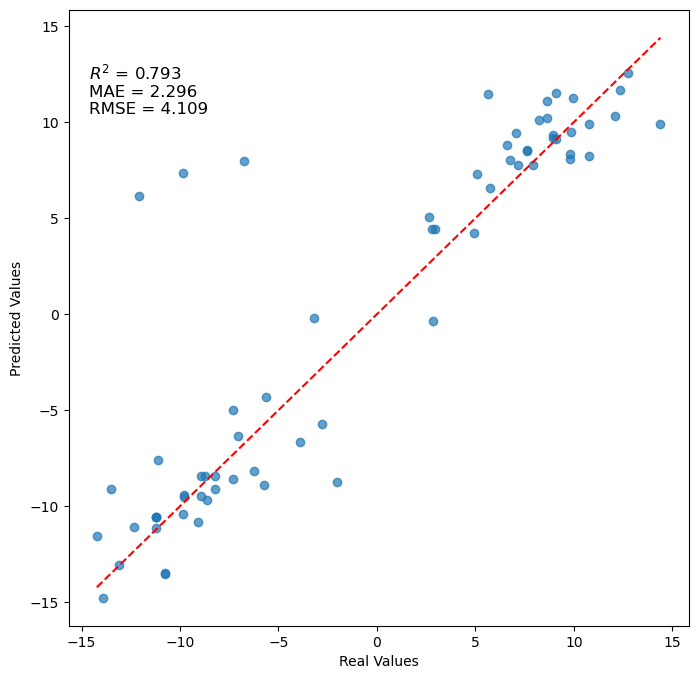 15
10
5
0
−5
−10
−15
Predicted Values
R² = 0.793
MAE = 2.296
RMSE = 4.109
−15 −10 −5 0 5 10 15
Real Values